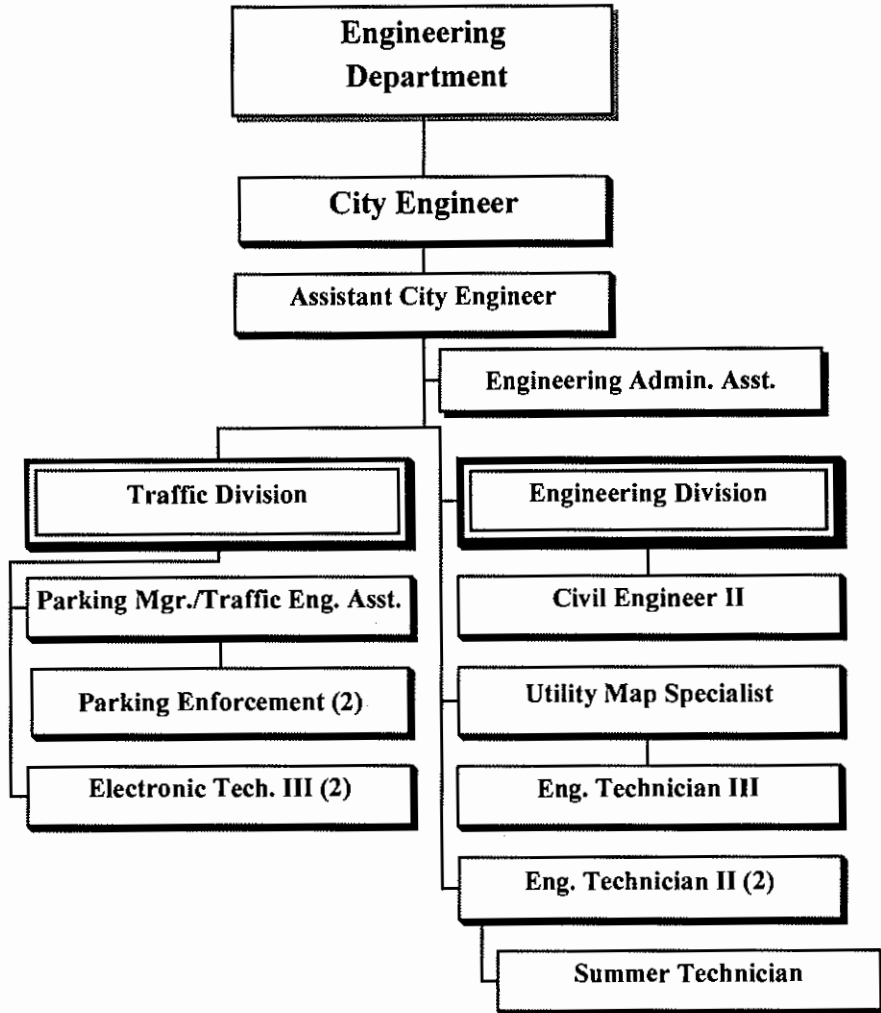 Engineering
Department
City Engineer
Assistant City Engineer
Engineering Admin. Asst.
Traffic Division
Engineering Division
Parking Mgr./Traffic Eng. Asst.
Civil Engineer II
Parking Enforcement (2)
Utility Map Specialist
Electronic Tech. III (2)
Eng. Technician III
Eng. Technician II (2)
Summer Technician